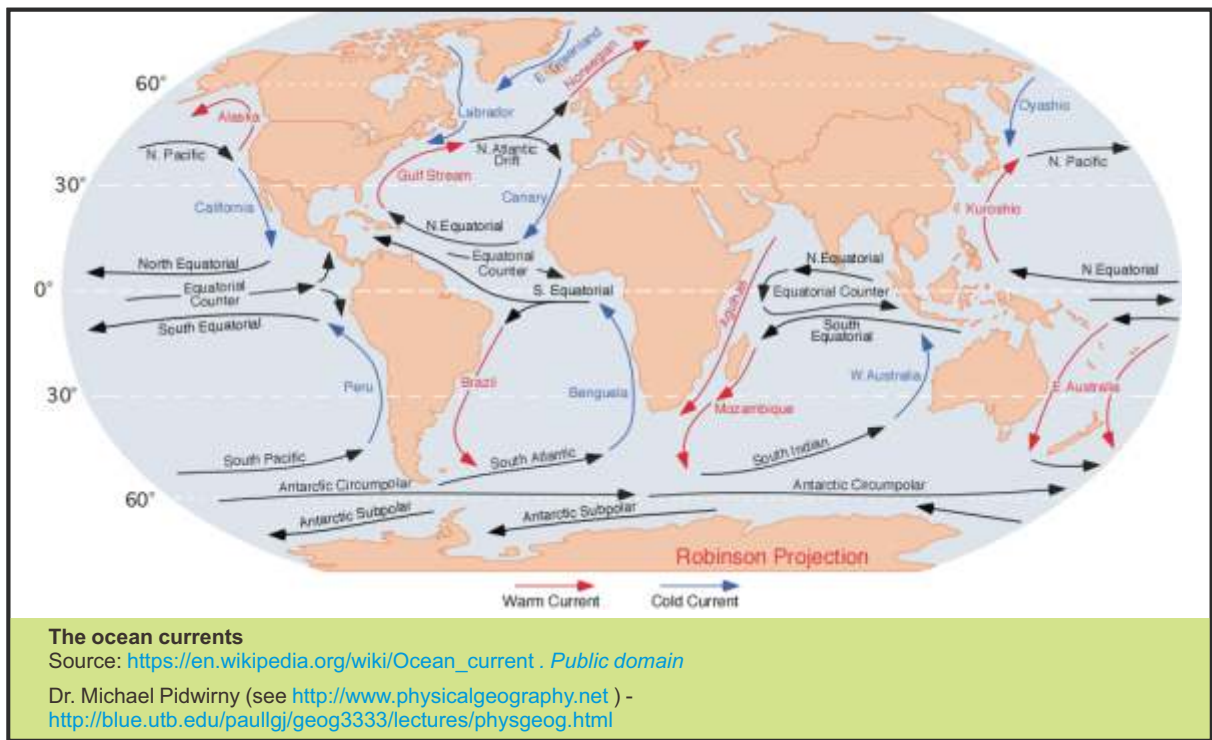 E. Greenland
Norwegian
60°
Alaska
Labrador
Oyashio
N. Pacific
N. Atlantic
Drift
N. Pacific
30°
Gulf Stream
California
Canary
Kuroshio
N. Equatorial
North Equatorial
Equatorial
Counter
N. Equatorial
N. Equatorial
0°
Equatorial
Counter
S. Equatorial
Equatorial Counter
South Equatorial
South
Equatorial
Agulhas
Peru
Brazil
Benguela
W. Australia
E. Australia
30°
Mozambique
South Pacific
South Atlantic
South Indian
Antarctic Circumpolar
Antarctic Circumpolar
60°
Antarctic Subpolar
Antarctic Subpolar
Robinson Projection
Warm Current
Cold Current
The ocean currents
Source: https://en.wikipedia.org/wiki/Ocean_current . Public domain
Dr. Michael Pidwirny (see http://www.physicalgeography.net ) -
http://blue.utb.edu/paullgj/geog3333/lectures/physgeog.html